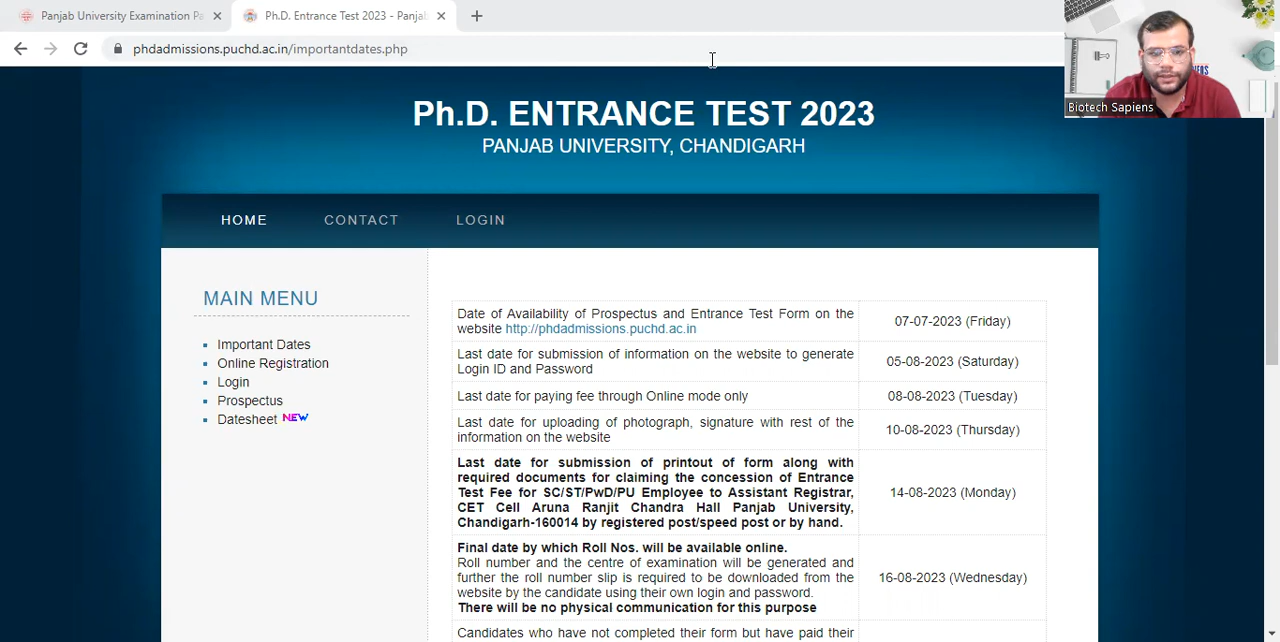 Panjab University Examination Pa
Ph.D. Entrance Test 2023 - Panjab
phdadmissions.puchd.ac.in/importantdates.php
Biotech Sapiens
Ph.D. ENTRANCE TEST 2023
PANJAB UNIVERSITY, CHANDIGARH
HOME CONTACT LOGIN
MAIN MENU
Important Dates
Online Registration
Login
Prospectus
Datesheet NEW
Date of Availability of Prospectus and Entrance Test Form on the
website http://phdadmissions.puchd.ac.in
07-07-2023 (Friday)
Last date for submission of information on the website to generate
Login ID and Password
05-08-2023 (Saturday)
Last date for paying fee through Online mode only
08-08-2023 (Tuesday)
Last date for uploading of photograph, signature with rest of the
information on the website
10-08-2023 (Thursday)
Last date for submission of printout of form along with
required documents for claiming the concession of Entrance
Test Fee for SC/ST/PwD/PU Employee to Assistant Registrar,
CET Cell Aruna Ranjit Chandra Hall Panjab University,
Chandigarh-160014 by registered post/speed post or by hand.
14-08-2023 (Monday)
Final date by which Roll Nos. will be available online.
Roll number and the centre of examination will be generated and
further the roll number slip is required to be downloaded from the
website by the candidate using their own login and password.
There will be no physical communication for this purpose
16-08-2023 (Wednesday)
Candidates who have not completed their form but have paid their